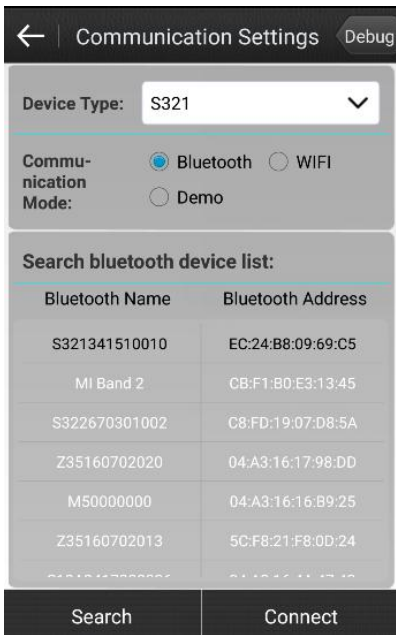 Communication Settings Debug
Device Type: S321
Commu-
nication
Mode:
Bluetooth WIFI
Demo
Search bluetooth device list:
Bluetooth Name Bluetooth Address
S321341510010 EC:24:B8:09:69:C5
MI Band 2 CB:F1:B0:E3:13:45
S322670301002 C8:FD:19:07:D8:5A
Z35160702020 04:A3:16:17:98:DD
M50000000 04:A3:16:16:B9:25
Z35160702013 5C:F8:21:F8:0D:24
Search Connect